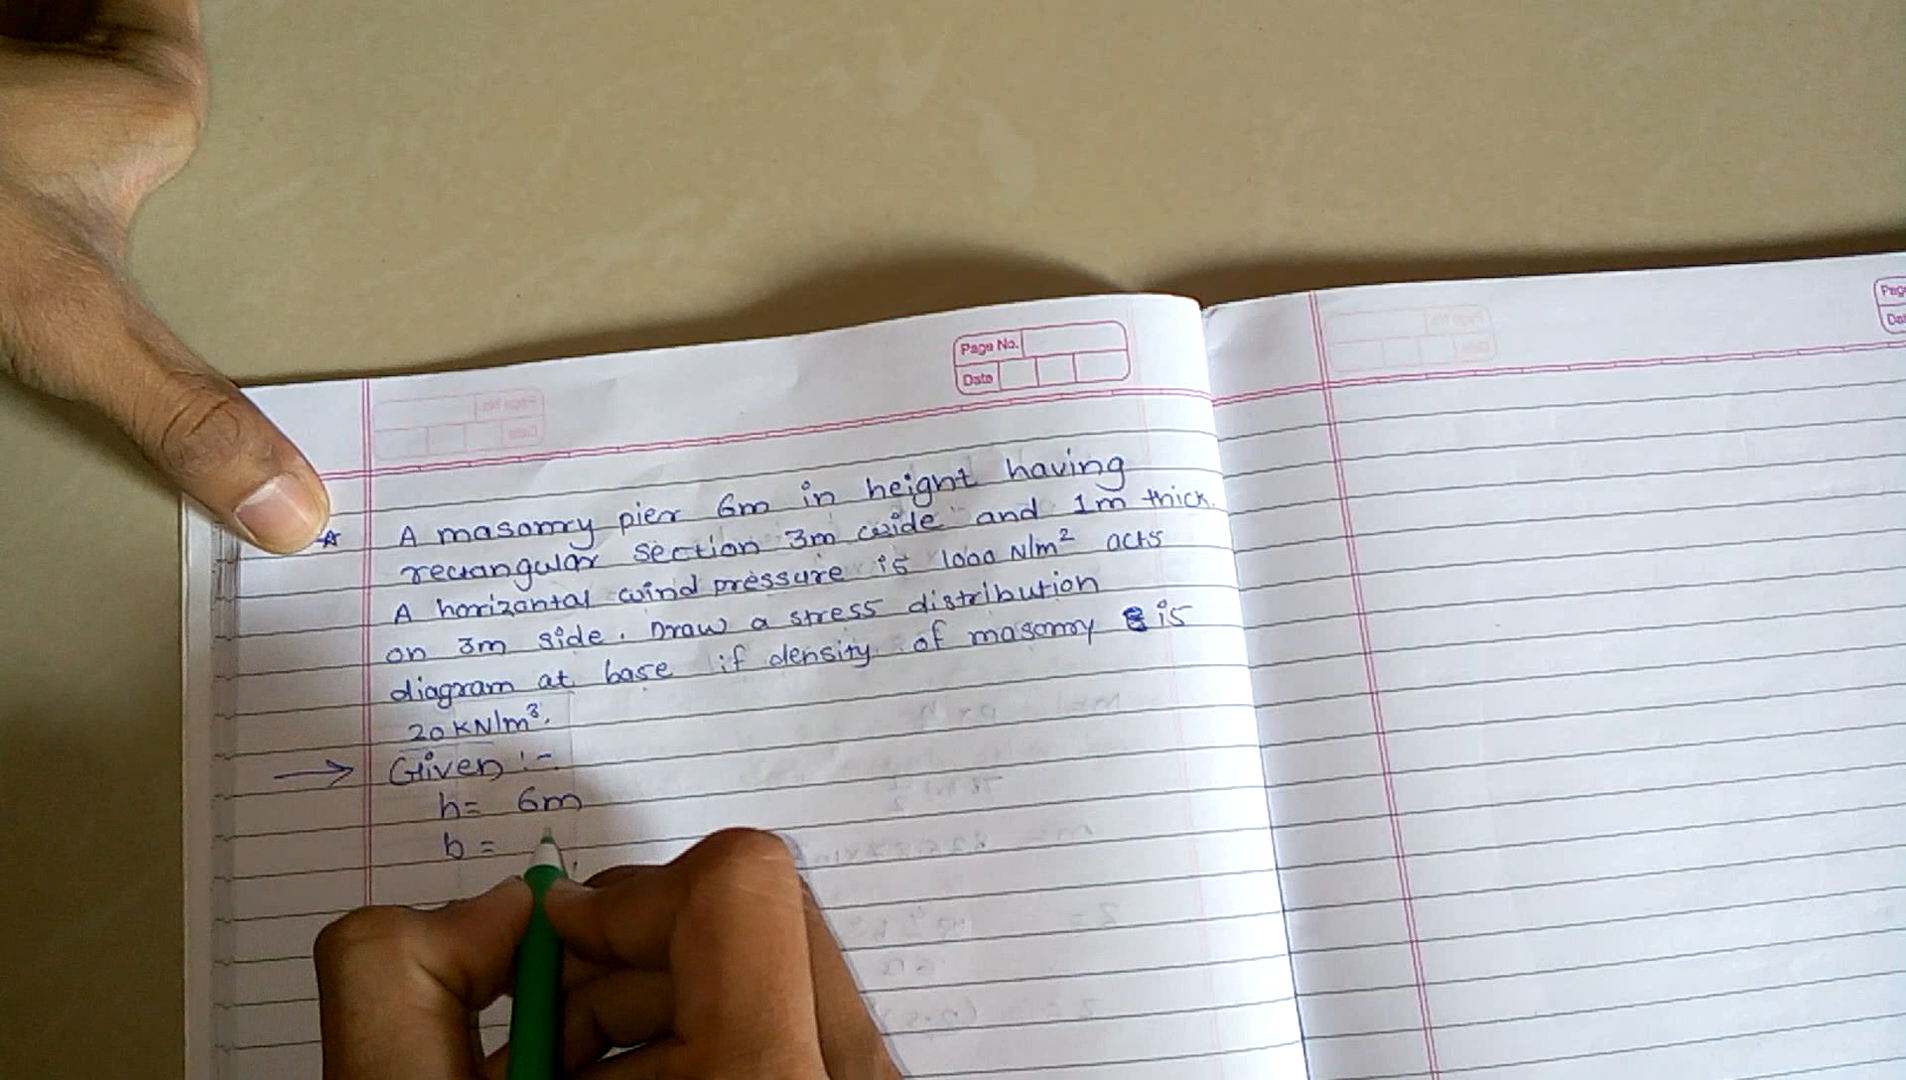 Page No.
Date
A masonry pier 6m in height having
rectangular section 3m wide and 1m thick.
A horizontal wind pressure is 1000 N/m² acts
on 3m side. Draw a stress distribution
diagram at base if density of masonry is
20 KN/m³.
→ Given :-
h = 6m
b =